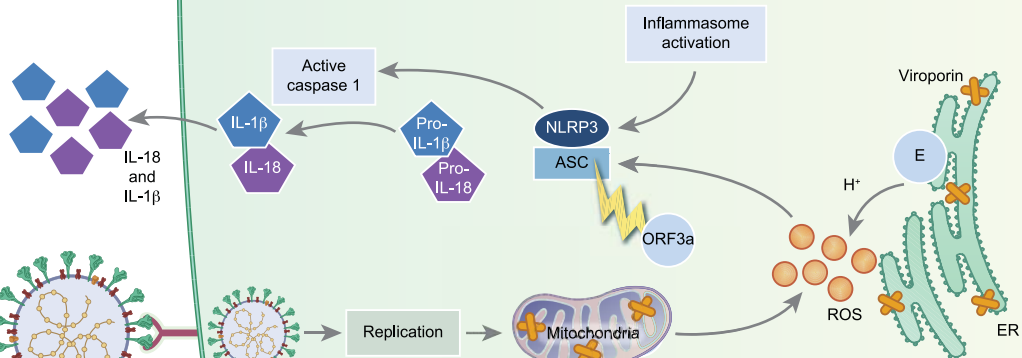 Inflammasome
activation
Active
caspase 1
Viroporin
IL-1β
Pro-
IL-1β
NLRP3
ASC
E
IL-18
and
IL-1β
IL-18
Pro-
IL-18
H⁺
ORF3a
ROS
ER
Replication
Mitochondria